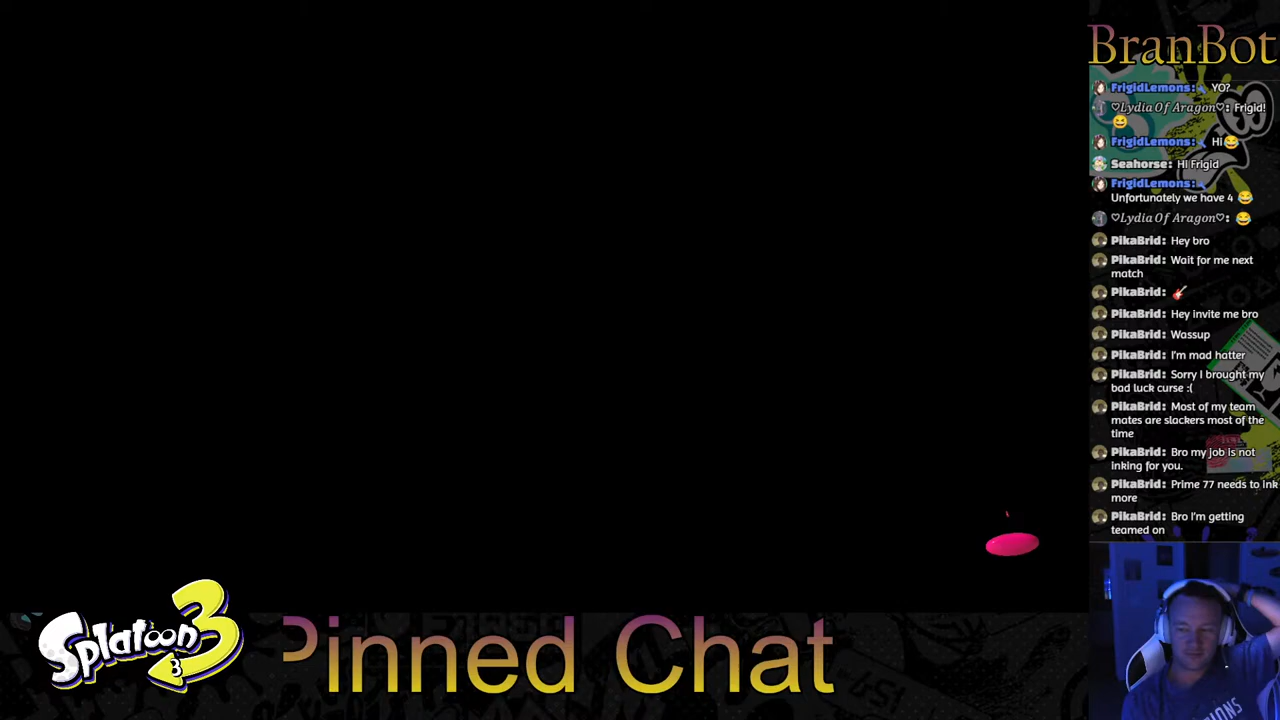 BranBot
FrigidLemons: YO?
♡Lydia Of Aragon♡: Frigid!
😆
FrigidLemons: Hi😂
Seahorse: Hi Frigid
FrigidLemons:
Unfortunately we have 4 😂
♡Lydia Of Aragon♡: 😂
PikaBrid: Hey bro
PikaBrid: Wait for me next
match
PikaBrid: 🎸
PikaBrid: Hey invite me bro
PikaBrid: Wassup
PikaBrid: I'm mad hatter
PikaBrid: Sorry I brought my
bad luck curse :(
PikaBrid: Most of my team
mates are slackers most of the
time
PikaBrid: Bro my job is not
inking for you.
PikaBrid: Prime 77 needs to ink
more
PikaBrid: Bro I'm getting
teamed on
Splatoon 3
Pinned Chat